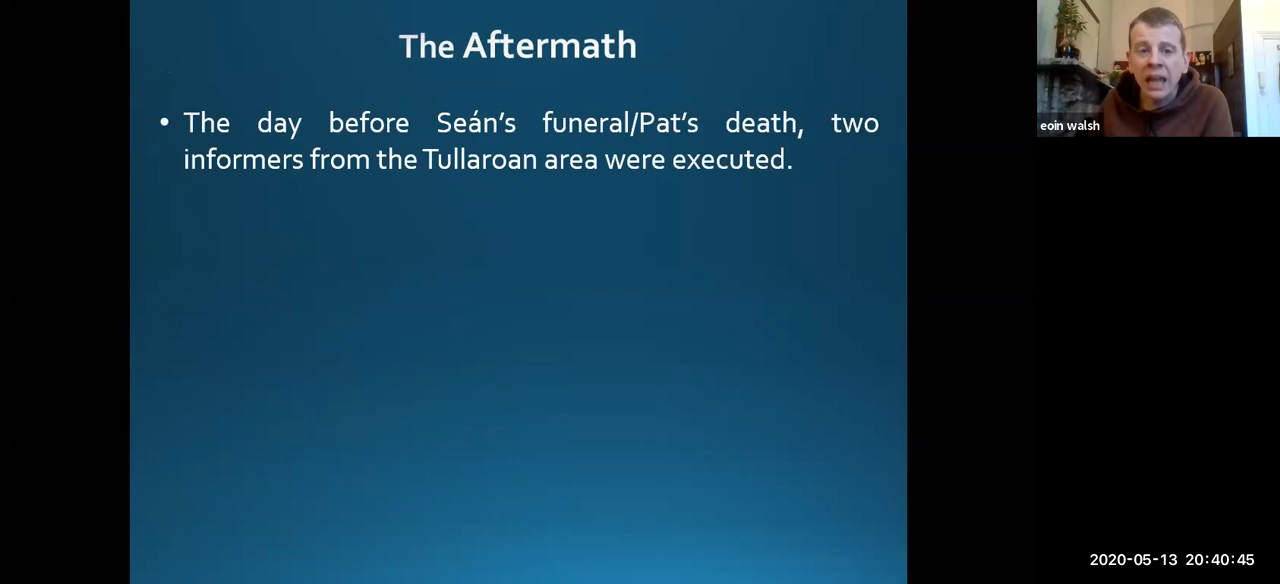 The Aftermath
• The day before Seán’s funeral/Pat’s death, two
informers from the Tullaroan area were executed.
eoin walsh
2020-05-13 20:40:45